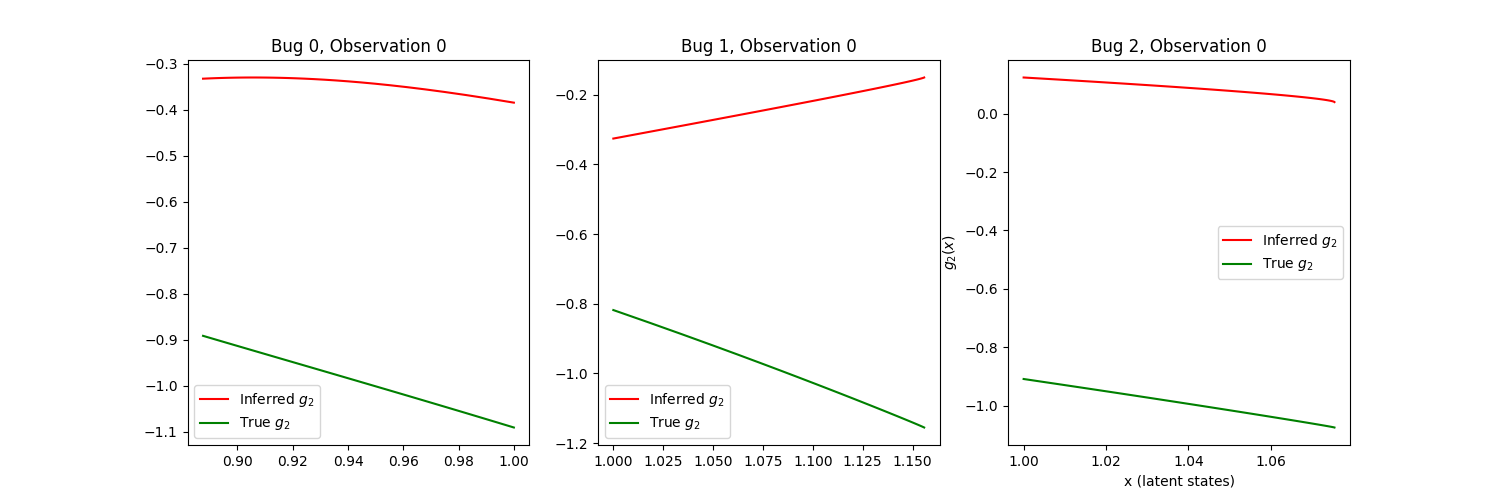 Bug 0, Observation 0
−0.3
−0.4
−0.5
−0.6
−0.7
−0.8
−0.9
−1.0
−1.1
Inferred g₂
True g₂
0.90 0.92 0.94 0.96 0.98 1.00
Bug 1, Observation 0
−0.2
−0.4
−0.6
−0.8
−1.0
−1.2
Inferred g₂
True g₂
1.000 1.025 1.050 1.075 1.100 1.125 1.150
Bug 2, Observation 0
g₂(x)
0.0
−0.2
−0.4
−0.6
−0.8
−1.0
Inferred g₂
True g₂
1.00 1.02 1.04 1.06
x (latent states)